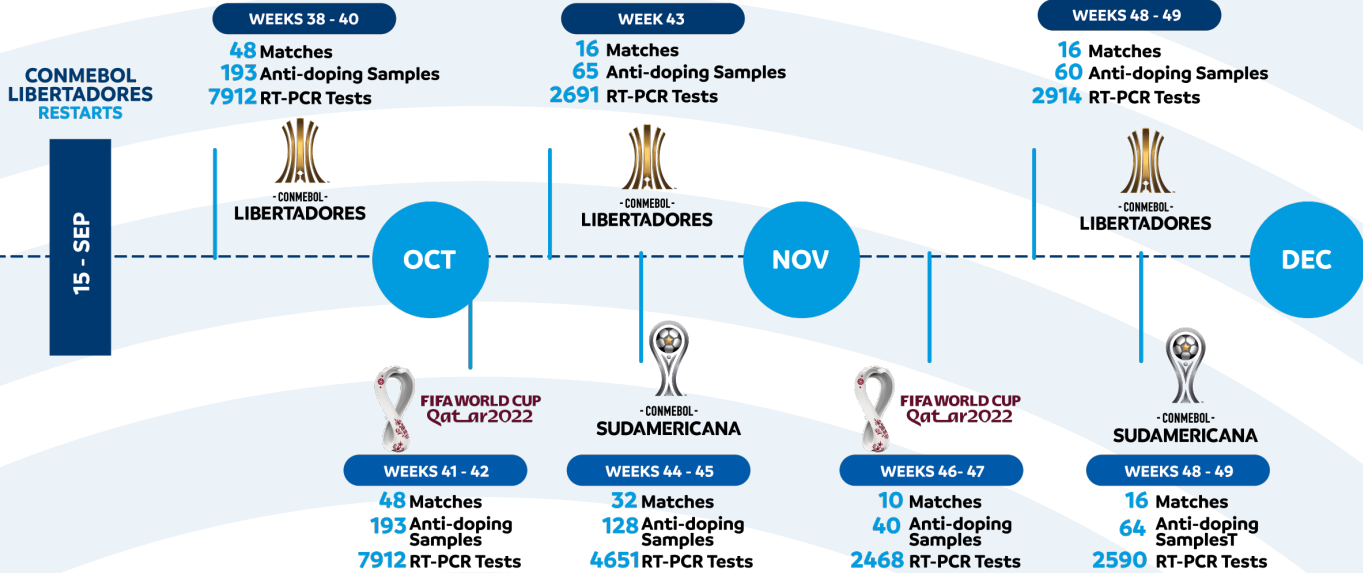 WEEKS 38 - 40
48 Matches
193 Anti-doping Samples
7912 RT-PCR Tests
- CONMEBOL -
LIBERTADORES
WEEK 43
16 Matches
65 Anti-doping Samples
2691 RT-PCR Tests
- CONMEBOL -
LIBERTADORES
WEEKS 48 - 49
16 Matches
60 Anti-doping Samples
2914 RT-PCR Tests
- CONMEBOL -
LIBERTADORES
CONMEBOL
LIBERTADORES
RESTARTS
15 - SEP
OCT
NOV
DEC
FIFA WORLD CUP
Qatar2022
WEEKS 41 - 42
48 Matches
193 Anti-doping
Samples
7912 RT-PCR Tests
- CONMEBOL -
SUDAMERICANA
WEEKS 44 - 45
32 Matches
128 Anti-doping
Samples
4651 RT-PCR Tests
FIFA WORLD CUP
Qatar2022
WEEKS 46- 47
10 Matches
40 Anti-doping
Samples
2468 RT-PCR Tests
- CONMEBOL -
SUDAMERICANA
WEEKS 48 - 49
16 Matches
64 Anti-doping
SamplesT
2590 RT-PCR Tests